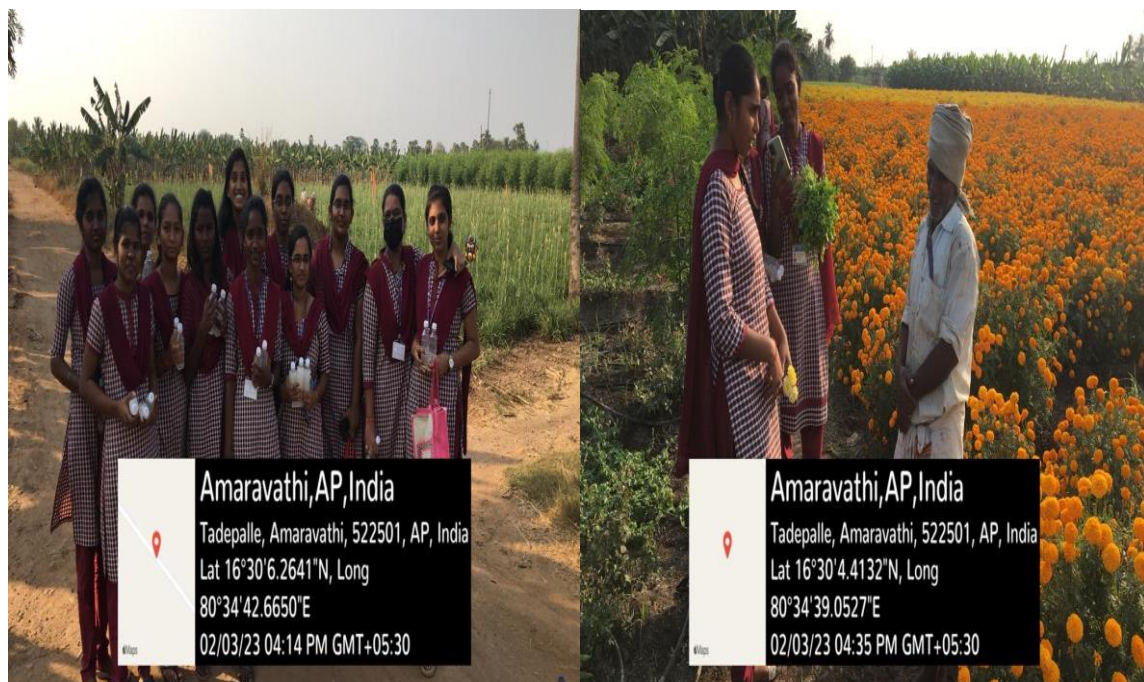 Amaravathi,AP,India
Tadepalle, Amaravathi, 522501, AP, India
Lat 16°30'6.2641"N, Long
80°34'42.6650"E
02/03/23 04:14 PM GMT+05:30
Maps
Amaravathi,AP,India
Tadepalle, Amaravathi, 522501, AP, India
Lat 16°30'4.4132"N, Long
80°34'39.0527"E
02/03/23 04:35 PM GMT+05:30
Maps